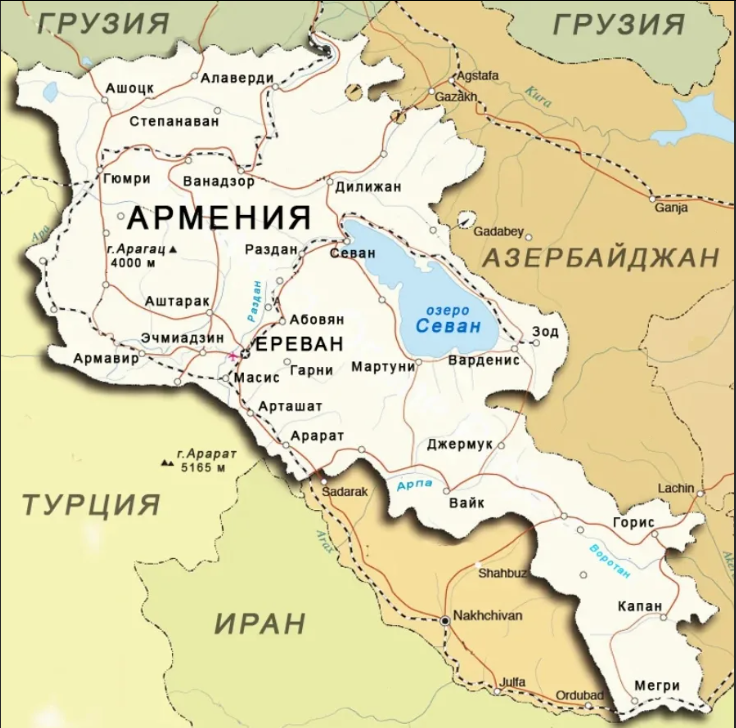 ГРУЗИЯ
ГРУЗИЯ
Ашоцк
Алаверди
Agstafa
Gazakh
Kura
Степанаван
Гюмри
Ванадзор
Дилижан
Ganja
АРМЕНИЯ
Gadabey
г.Арагац
4000 м
Раздан
Севан
АЗЕРБАЙДЖАН
Аштарак
Раздан
озеро
Севан
Абовян
Зод
Эчмиадзин
ЕРЕВАН
Армавир
Гарни
Мартуни
Варденис
Масис
Арташат
Арарат
Джермук
г.Арарат
5165 м
ТУРЦИЯ
Sadarak
Арпа
Вайк
Lachin
Горис
Arax
Воротан
Shahbuz
Капан
ИРАН
Nakhchivan
Julfa
Ordubad
Мегри